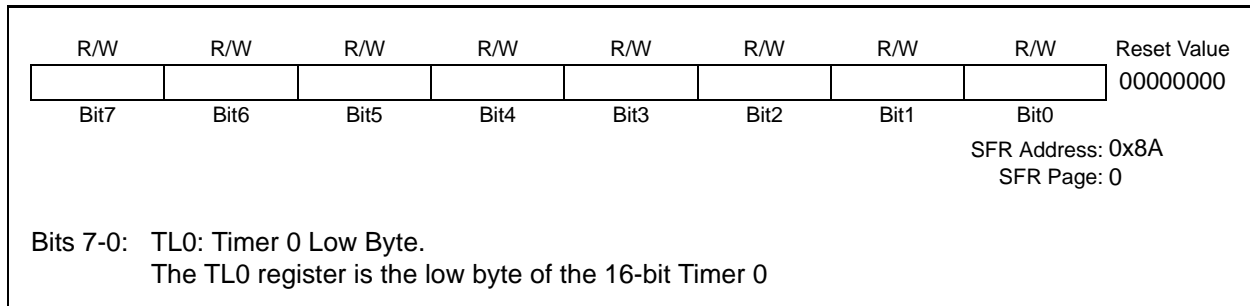 R/W R/W R/W R/W R/W R/W R/W R/W Reset Value
00000000
Bit7 Bit6 Bit5 Bit4 Bit3 Bit2 Bit1 Bit0
SFR Address: 0x8A
SFR Page: 0
Bits 7-0: TL0: Timer 0 Low Byte.
The TL0 register is the low byte of the 16-bit Timer 0